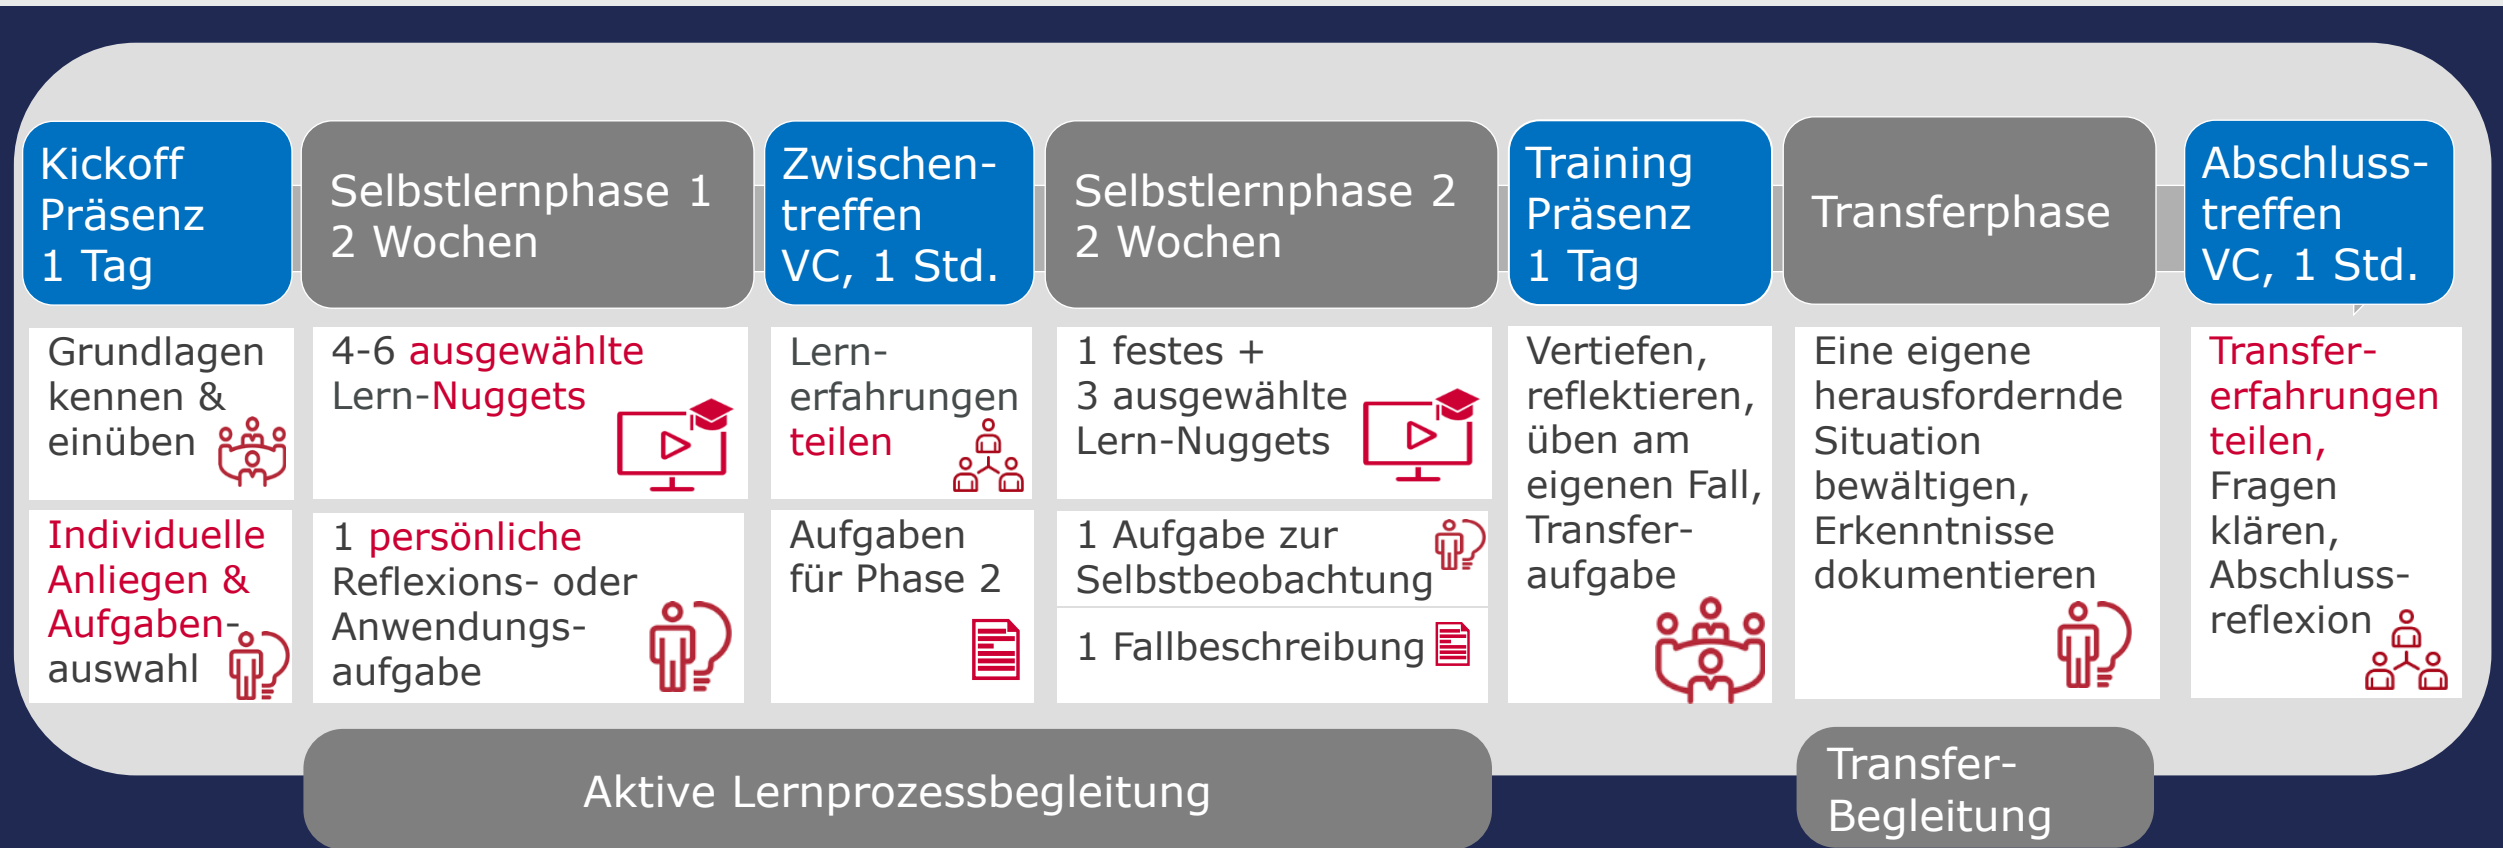 Kickoff
Präsenz
1 Tag
Selbstlernphase 1
2 Wochen
Zwischen-
treffen
VC, 1 Std.
Selbstlernphase 2
2 Wochen
Training
Präsenz
1 Tag
Transferphase
Abschluss-
treffen
VC, 1 Std.
Grundlagen
kennen &
einüben
4-6 ausgewählte
Lern-Nuggets
Lern-
erfahrungen
teilen
1 festes +
3 ausgewählte
Lern-Nuggets
Vertiefen,
reflektieren,
üben am
eigenen Fall,
Transfer-
aufgabe
Eine eigene
herausfordernde
Situation
bewältigen,
Erkenntnisse
dokumentieren
Transfer-
erfahrungen
teilen,
Fragen
klären,
Abschluss-
reflexion
Individuelle
Anliegen &
Aufgaben-
auswahl
1 persönliche
Reflexions- oder
Anwendungs-
aufgabe
Aufgaben
für Phase 2
1 Aufgabe zur
Selbstbeobachtung
1 Fallbeschreibung
Aktive Lernprozessbegleitung
Transfer-
Begleitung